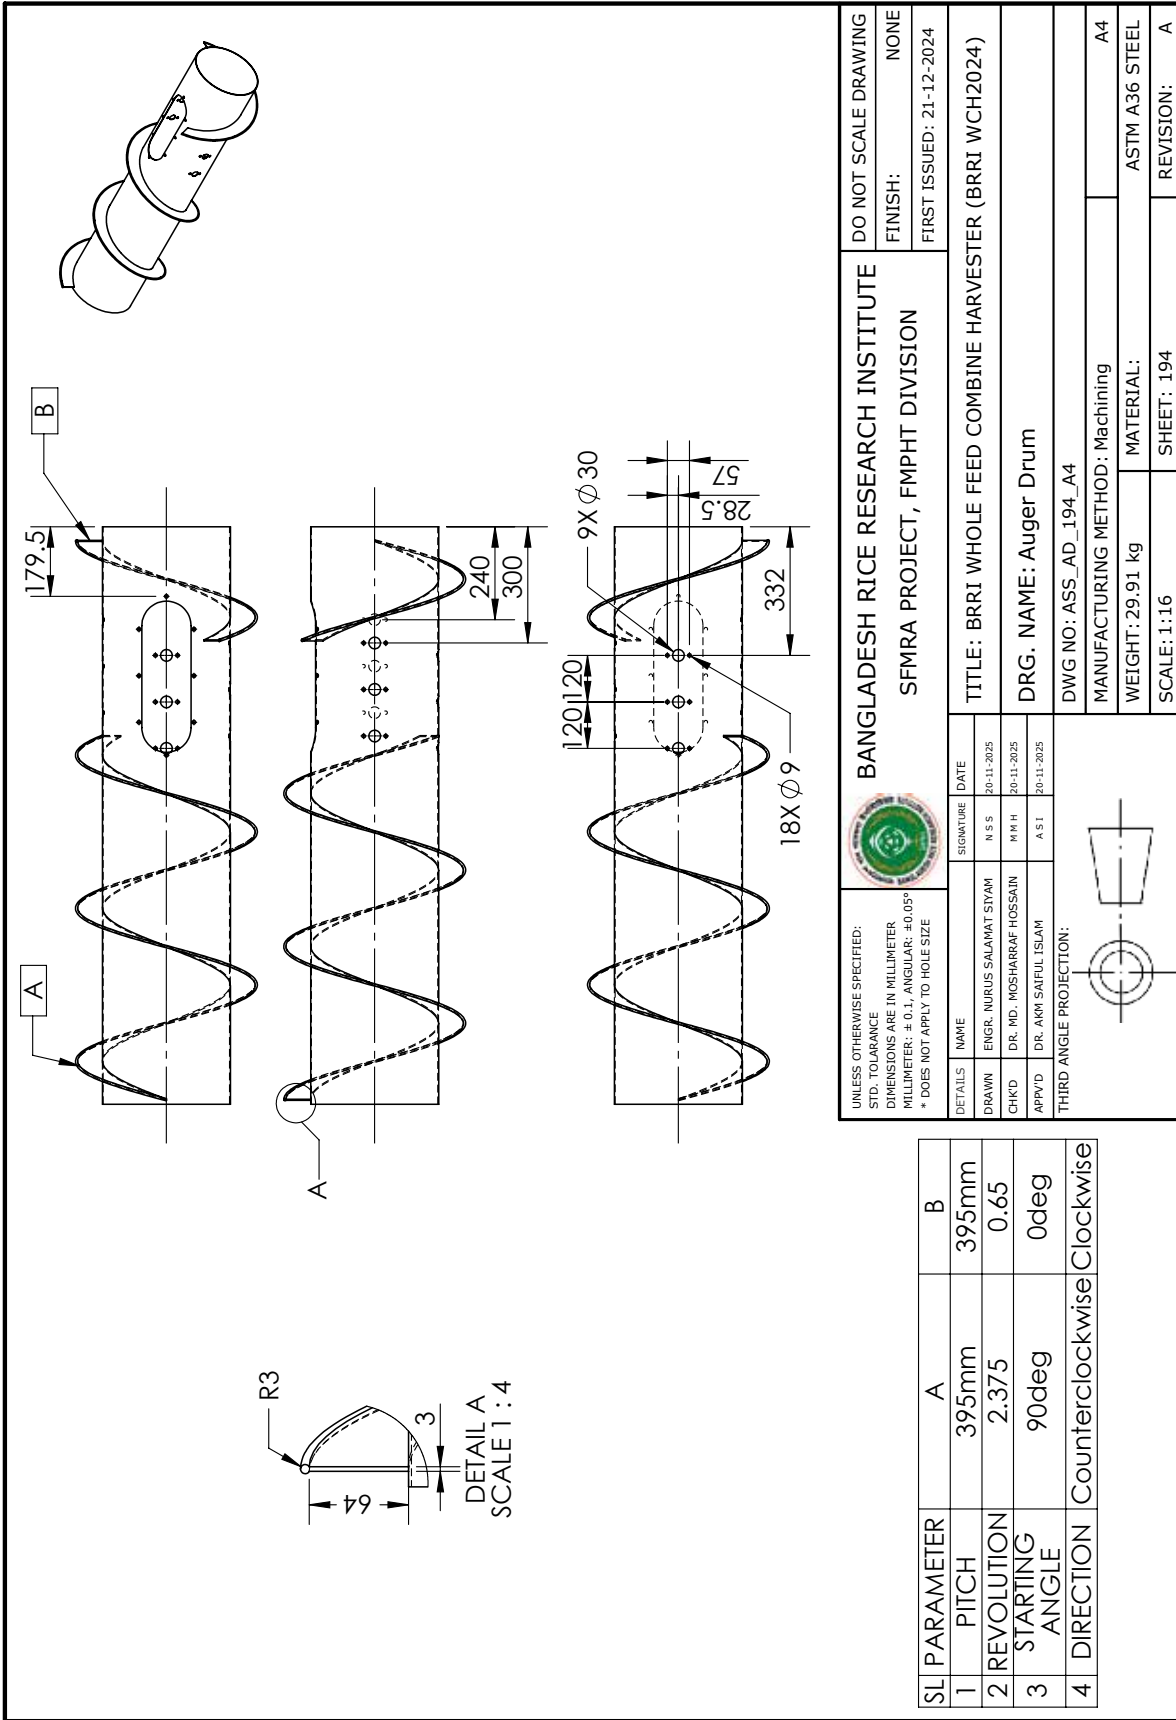 A
B
179.5
240
300
A
120
120
332
9X Ø 30
57
28.5
18X Ø 9
R3
64
3
DETAIL A
SCALE 1 : 4
SL PARAMETER A B
1 PITCH 395mm 395mm
2 REVOLUTION 2.375 0.65
3 STARTING ANGLE 90deg 0deg
4 DIRECTION Counterclockwise Clockwise
UNLESS OTHERWISE SPECIFIED:
STD. TOLARANCE
DIMENSIONS ARE IN MILLIMETER
MILLIMETER: ± 0.1, ANGULAR: ±0.05°
* DOES NOT APPLY TO HOLE SIZE
BANGLADESH RICE RESEARCH INSTITUTE
SFMRA PROJECT, FMPHT DIVISION
DO NOT SCALE DRAWING
FINISH: NONE
FIRST ISSUED: 21-12-2024
DETAILS NAME SIGNATURE DATE
DRAWN ENGR. NURUS SALAMAT SIYAM N S S 20-11-2025
CHK'D DR. MD. MOSHARRAF HOSSAIN M M H 20-11-2025
APPV'D DR. AKM SAIFUL ISLAM A S I 20-11-2025
THIRD ANGLE PROJECTION:
TITLE: BRRI WHOLE FEED COMBINE HARVESTER (BRRI WCH2024)
DRG. NAME: Auger Drum
DWG NO: ASS_AD_194_A4
MANUFACTURING METHOD: Machining A4
WEIGHT: 29.91 kg MATERIAL: ASTM A36 STEEL
SCALE: 1:16 SHEET: 194 REVISION: A